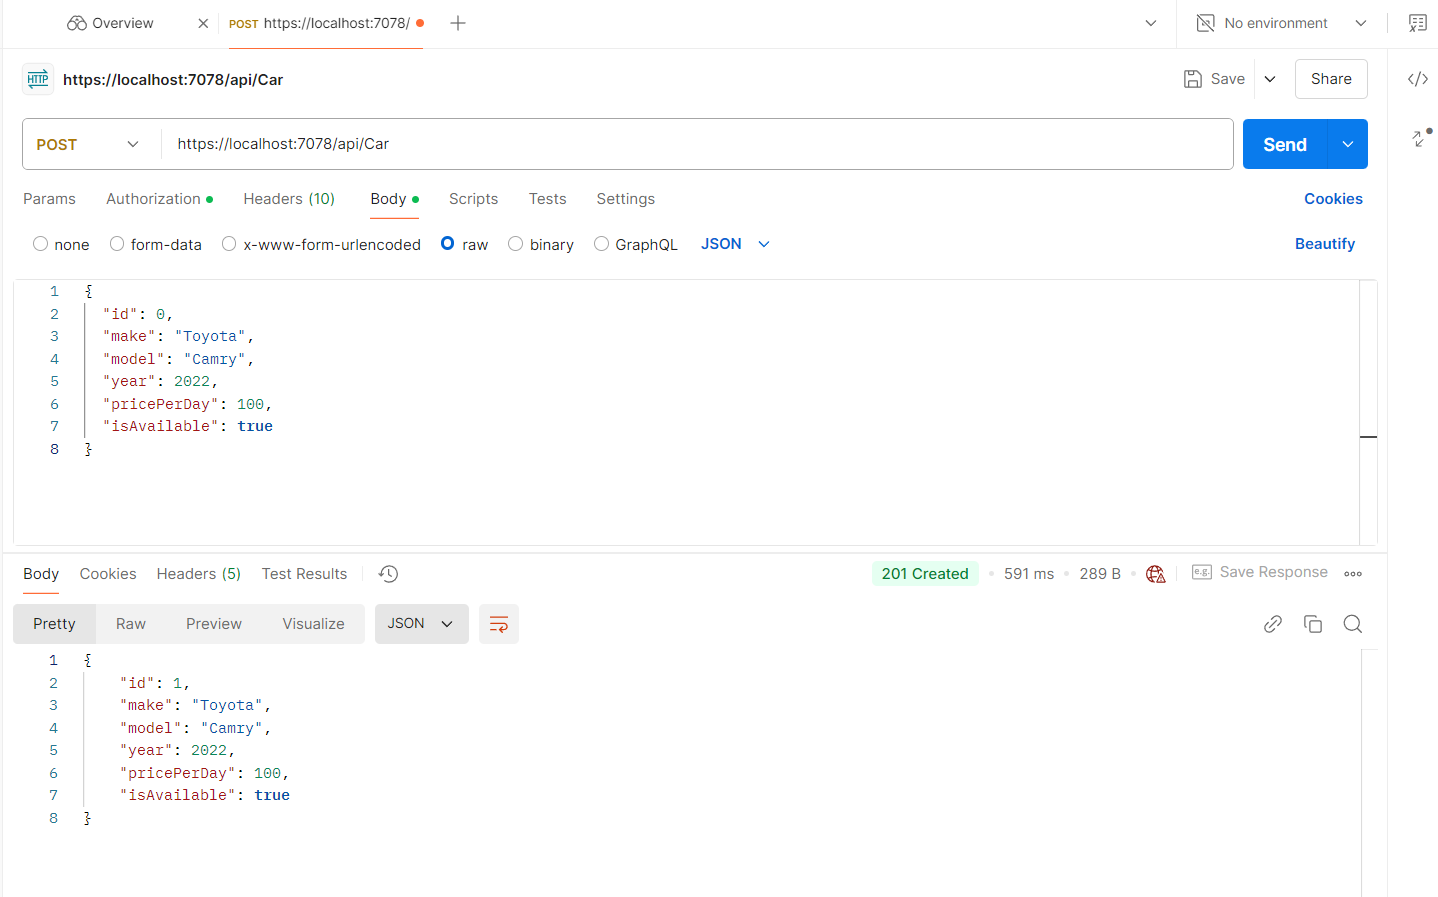 Overview
POST https://localhost:7078/
No environment
HTTP https://localhost:7078/api/Car
Save
Share
POST https://localhost:7078/api/Car
Send
Params Authorization Headers (10) Body Scripts Tests Settings Cookies
none form-data x-www-form-urlencoded raw binary GraphQL JSON Beautify
1 {
2 "id": 0,
3 "make": "Toyota",
4 "model": "Camry",
5 "year": 2022,
6 "pricePerDay": 100,
7 "isAvailable": true
8 }
Body Cookies Headers (5) Test Results 201 Created 591 ms 289 B e.g. Save Response
Pretty Raw Preview Visualize JSON
1 {
2 "id": 1,
3 "make": "Toyota",
4 "model": "Camry",
5 "year": 2022,
6 "pricePerDay": 100,
7 "isAvailable": true
8 }